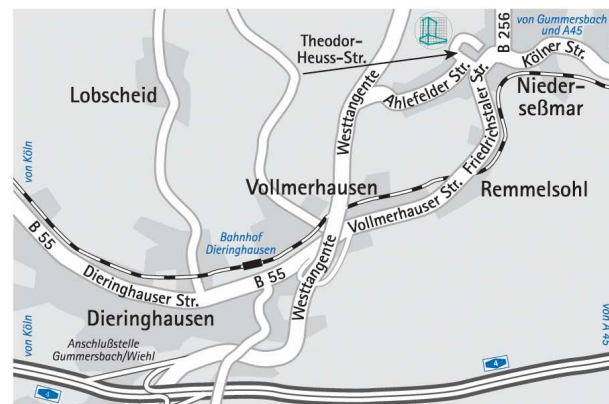 von Gummersbach
und A45
B 256
Theodor-
Heuss-Str.
Kölner Str.
Ahlefelder Str.
Nieder-
seßmar
Lobscheid
Westtangente
Friedrichstaler Str.
von Köln
Vollmerhausen
Remmelsohl
Vollmerhauser Str.
Bahnhof
Dieringhausen
B 55
B 55
Dieringhauser Str.
Westtangente
Dieringhausen
von Köln
Anschlußstelle
Gummersbach/Wiehl
von A 45
4
4